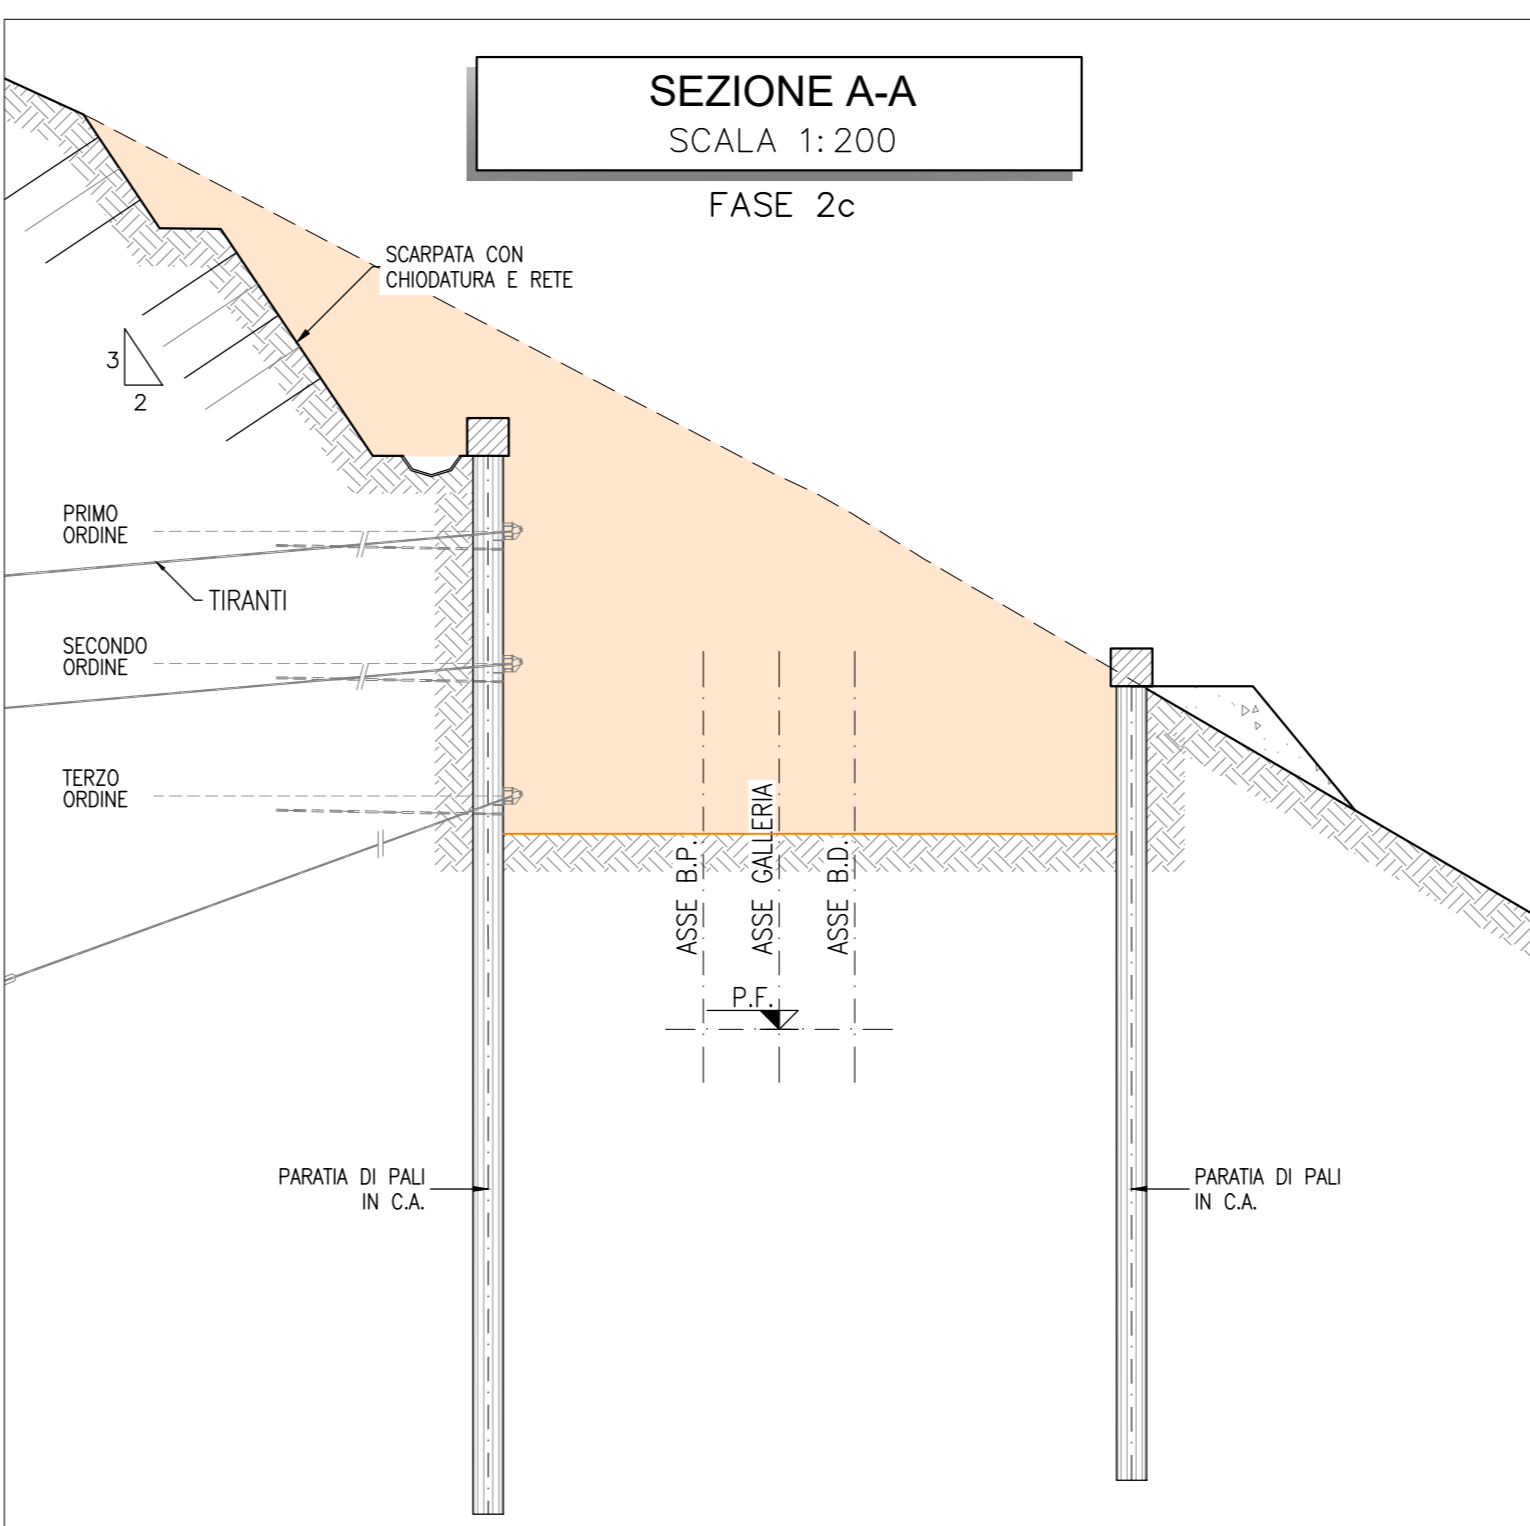 SEZIONE A-A
SCALA 1:200
FASE 2c
SCARPATA CON
CHIODATURA E RETE
3
2
PRIMO
ORDINE
TIRANTI
SECONDO
ORDINE
TERZO
ORDINE
ASSE B.P.
ASSE GALLERIA
ASSE B.D.
P.F.
PARATIA DI PALI
IN C.A.
PARATIA DI PALI
IN C.A.